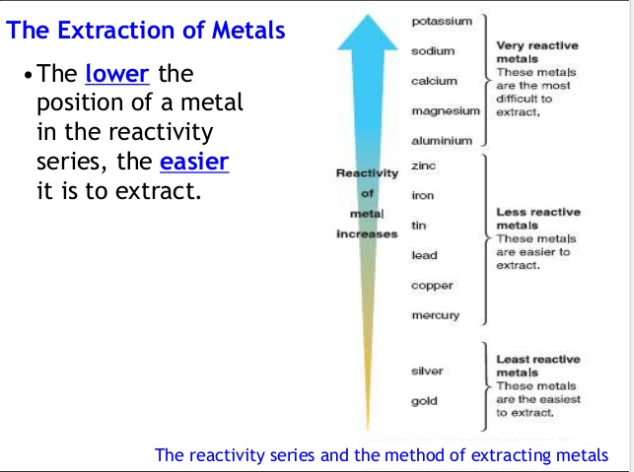 The Extraction of Metals
• The lower the
position of a metal
in the reactivity
series, the easier
it is to extract.
Reactivity
of
metal
increases
potassium
sodium
calcium
magnesium
aluminium
zinc
iron
tin
lead
copper
mercury
silver
gold
Very reactive
metals
These metals
are the most
difficult to
extract.
Less reactive
metals
These metals
are easier to
extract.
Least reactive
metals
These metals
are the easiest
to extract.
The reactivity series and the method of extracting metals